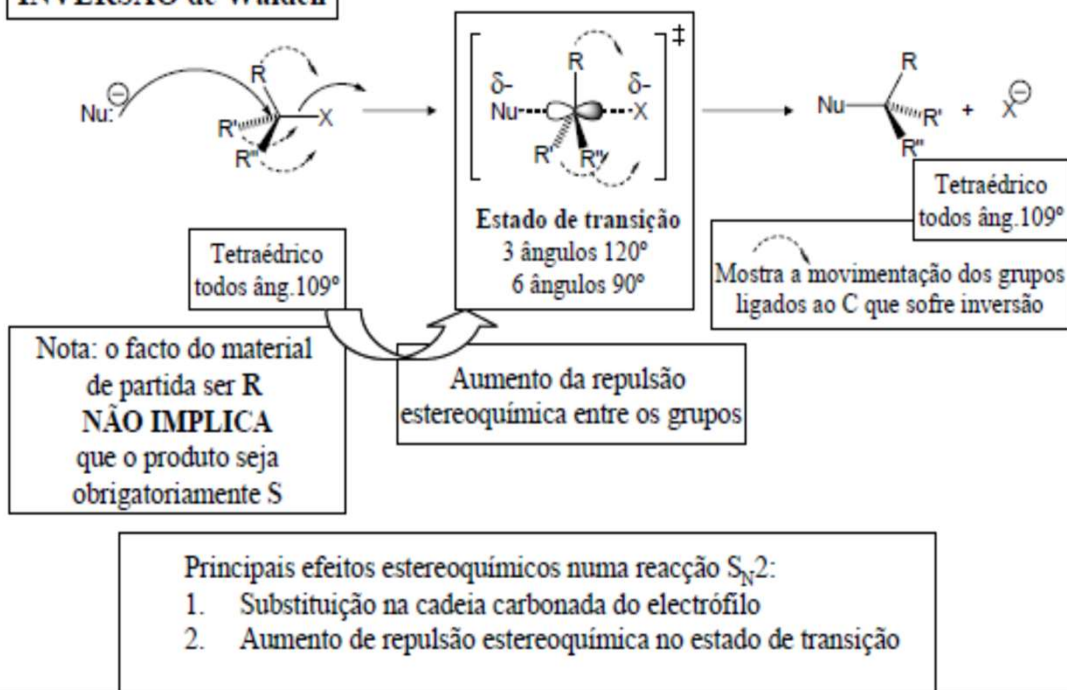 INVERSÃO de Walden
Nu:⊖ R R' R" X
δ- δ- ‡
Nu R X
R' R"
Nu R R' R" + X⊖
Estado de transição
3 ângulos 120º
6 ângulos 90º
Tetraédrico
todos âng.109º
Tetraédrico
todos âng.109º
Mostra a movimentação dos grupos
ligados ao C que sofre inversão
Nota: o facto do material
de partida ser R
NÃO IMPLICA
que o produto seja
obrigatoriamente S
Aumento da repulsão
estereoquímica entre os grupos
Principais efeitos estereoquímicos numa reacção SN2:
1. Substituição na cadeia carbonada do electrófilo
2. Aumento de repulsão estereoquímica no estado de transição